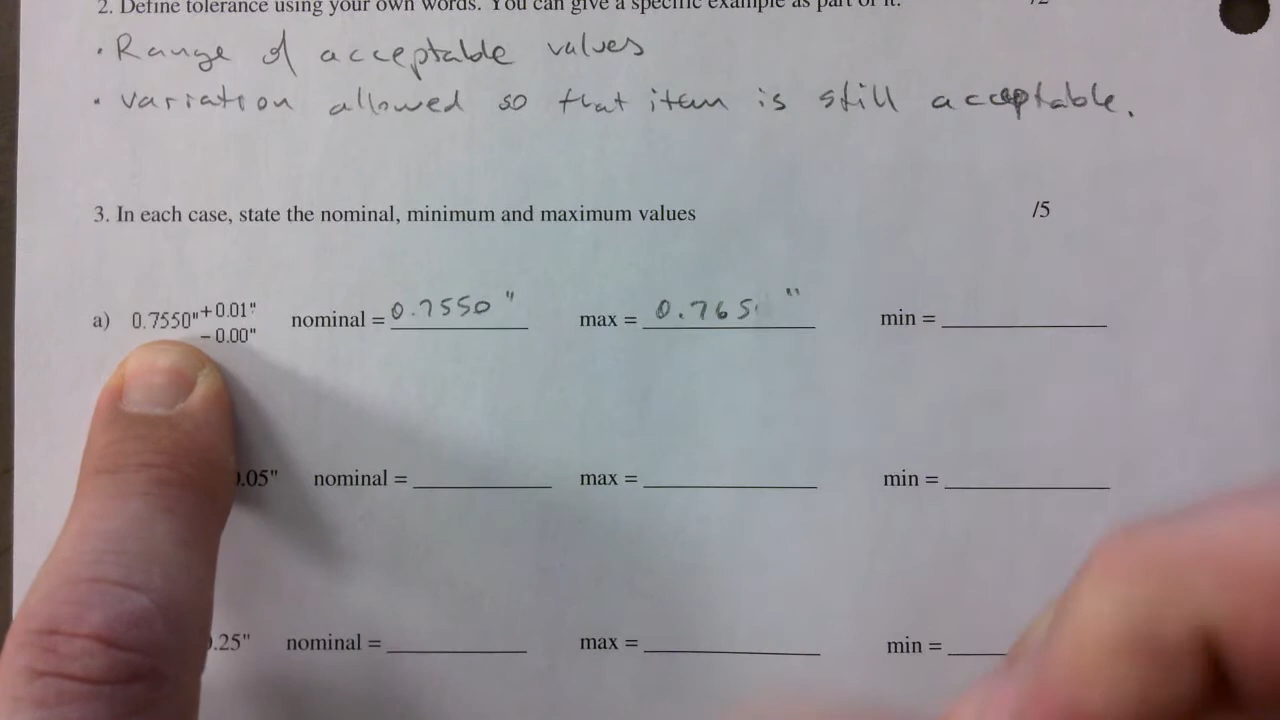 2. Define tolerance using your own words. You can give a specific example as part of it.
• Range of acceptable values
• variation allowed so that item is still acceptable.
3. In each case, state the nominal, minimum and maximum values /5
a) 0.7550" +0.01" - 0.00" nominal = 0.7550" max = 0.765 " min =
.05" nominal = max = min =
.25" nominal = max = min =